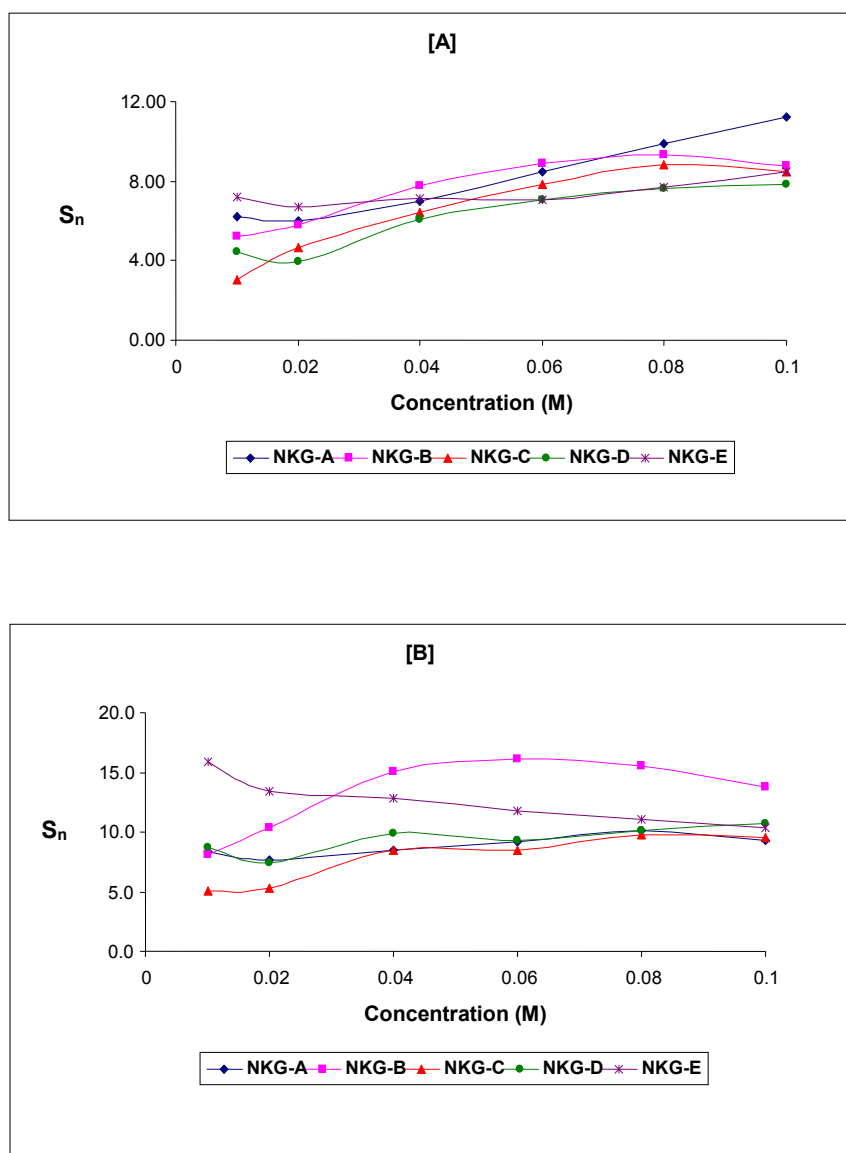 [A]
12.00
8.00
4.00
0.00
Sn
0 0.02 0.04 0.06 0.08 0.1
Concentration (M)
NKG-A NKG-B NKG-C NKG-D NKG-E
[B]
20.0
15.0
10.0
5.0
0.0
Sn
0 0.02 0.04 0.06 0.08 0.1
Concentration (M)
NKG-A NKG-B NKG-C NKG-D NKG-E